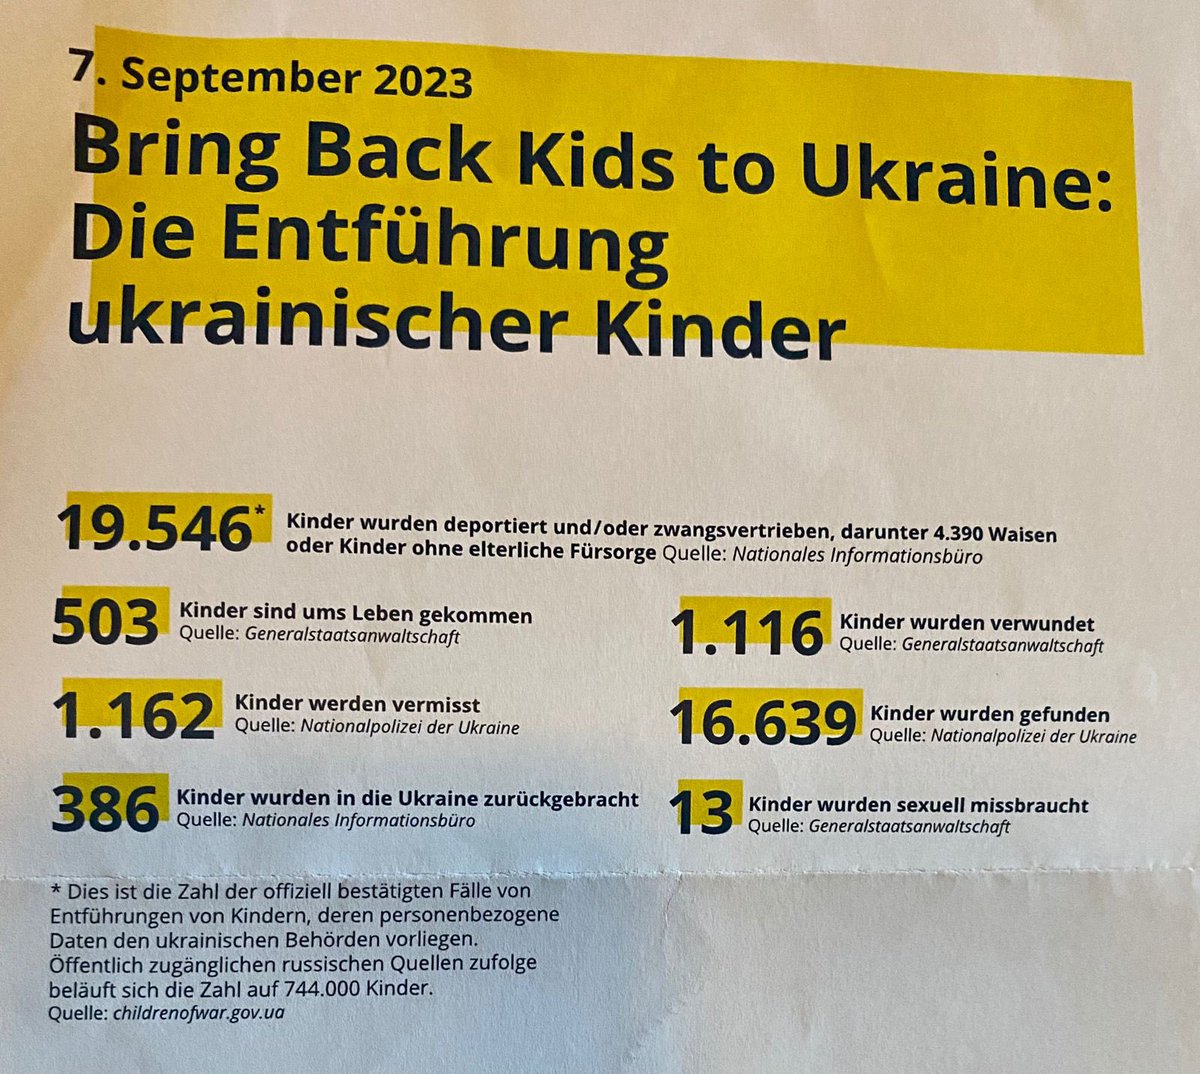 7. September 2023
Bring Back Kids to Ukraine:
Die Entführung
ukrainischer Kinder
19.546*
Kinder wurden deportiert und/oder zwangsvertrieben, darunter 4.390 Waisen
oder Kinder ohne elterliche Fürsorge Quelle: Nationales Informationsbüro
503
Kinder sind ums Leben gekommen
Quelle: Generalstaatsanwaltschaft
1.116
Kinder wurden verwundet
Quelle: Generalstaatsanwaltschaft
1.162
Kinder werden vermisst
Quelle: Nationalpolizei der Ukraine
16.639
Kinder wurden gefunden
Quelle: Nationalpolizei der Ukraine
386
Kinder wurden in die Ukraine zurückgebracht
Quelle: Nationales Informationsbüro
13
Kinder wurden sexuell missbraucht
Quelle: Generalstaatsanwaltschaft
* Dies ist die Zahl der offiziell bestätigten Fälle von
Entführungen von Kindern, deren personenbezogene
Daten den ukrainischen Behörden vorliegen.
Öffentlich zugänglichen russischen Quellen zufolge
beläuft sich die Zahl auf 744.000 Kinder.
Quelle: childrenofwar.gov.ua